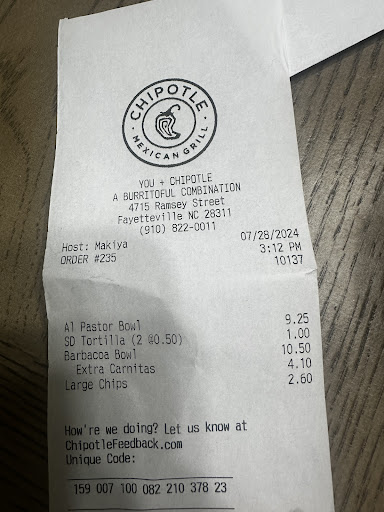 CHIPOTLE
MEXICAN GRILL
YOU + CHIPOTLE
A BURRITOFUL COMBINATION
4715 Ramsey Street
Fayetteville NC 28311
(910) 822-0011
Host: Makiya 07/28/2024
ORDER #235 3:12 PM
10137
Al Pastor Bowl 9.25
SD Tortilla (2 @0.50) 1.00
Barbacoa Bowl 10.50
Extra Carnitas 4.10
Large Chips 2.60
How're we doing? Let us know at
ChipotleFeedback.com
Unique Code:
159 007 100 082 210 378 23